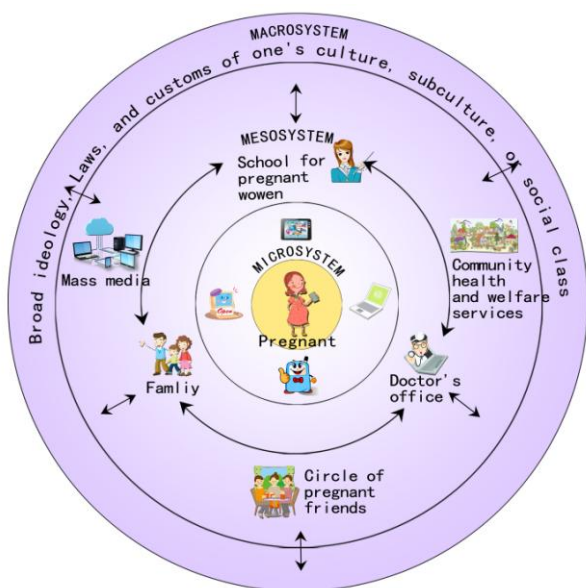 MACROSYSTEM
Broad ideology, Laws, and customs of one's culture, subculture, or social class
MESOSYSTEM
School for
pregnant
wowen
Mass media
Community
health
and welfare
services
MICROSYSTEM
Pregnant
Famliy
Doctor's
office
Circle of
pregnant
friends